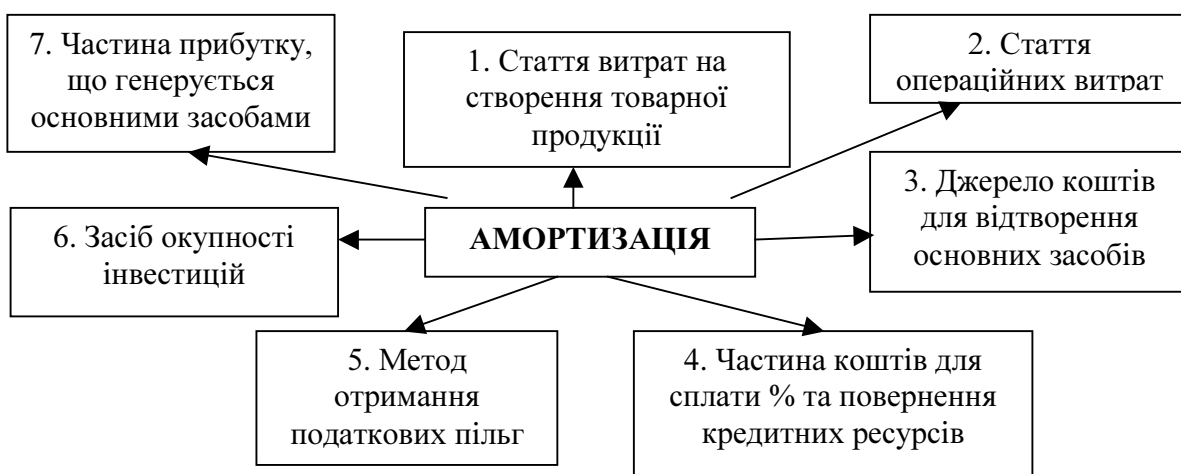 7. Частина прибутку,
що генерується
основними засобами
1. Стаття витрат на
створення товарної
продукції
2. Стаття
операційних витрат
3. Джерело коштів
для відтворення
основних засобів
АМОРТИЗАЦІЯ
6. Засіб окупності
інвестицій
5. Метод
отримання
податкових пільг
4. Частина коштів для
сплати % та повернення
кредитних ресурсів